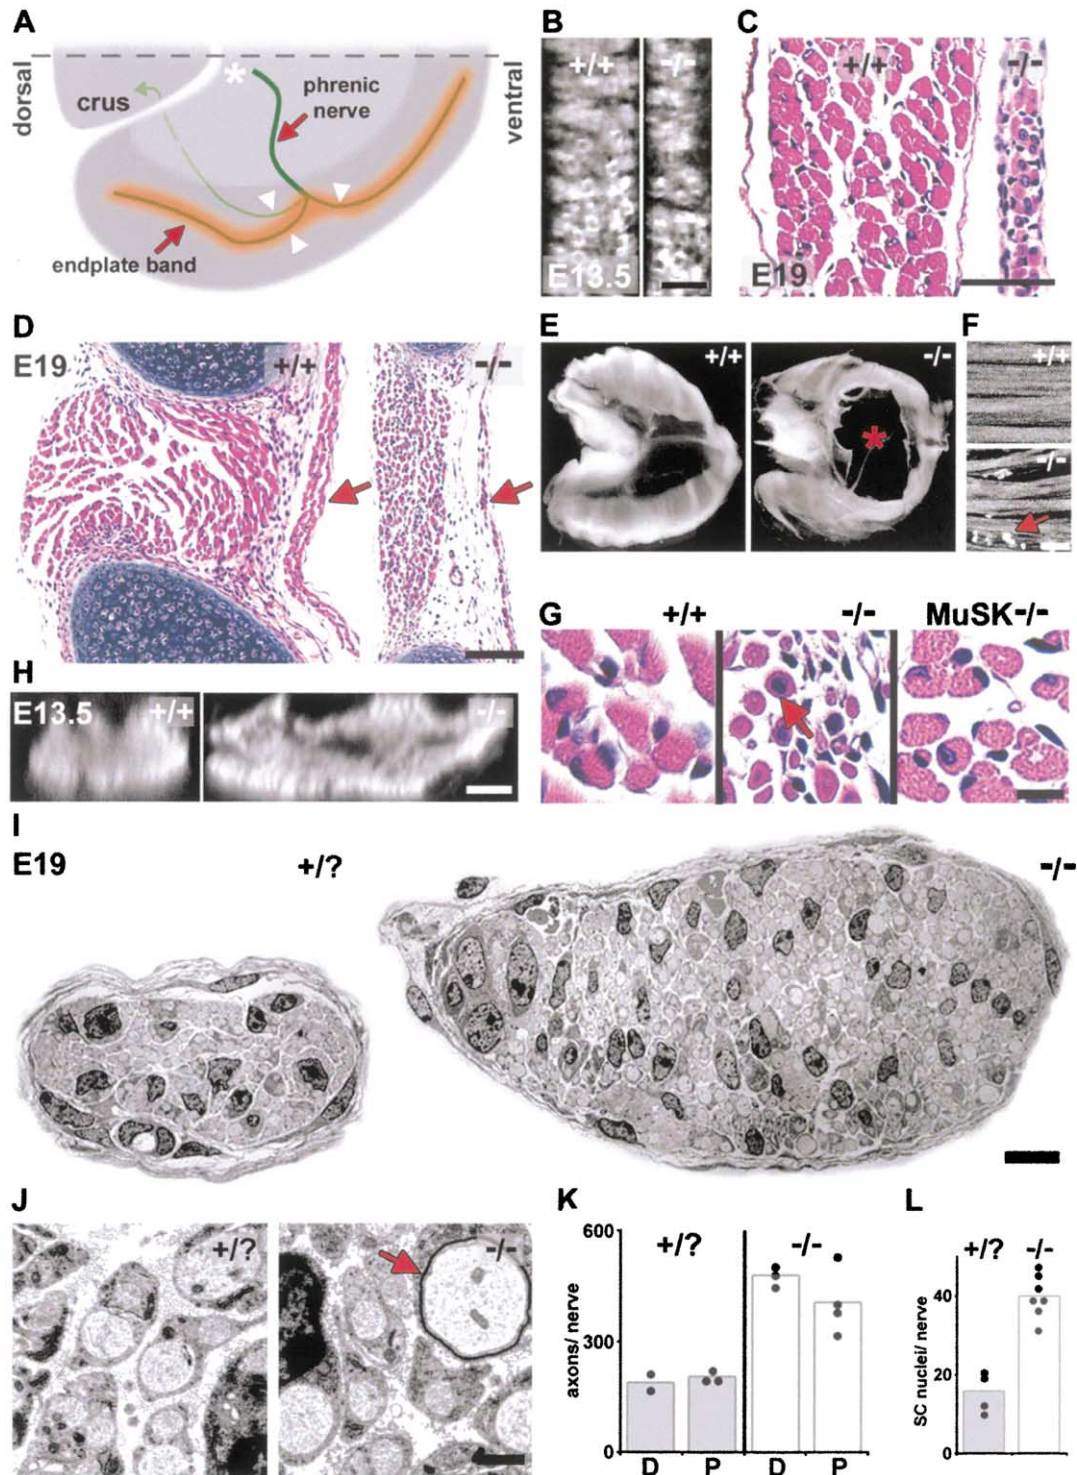 A
dorsal
crus
*
phrenic
nerve
ventral
endplate band
B
+/+
-/-
E13.5
C
+/+
-/-
E19
D
E19
+/+
-/-
E
+/+
-/-
*
F
+/+
-/-
G
+/+
-/-
MuSK-/-
H
E13.5
+/+
-/-
I
E19
+/?
-/-
J
+/?
-/-
K
600
+/?
-/-
axons/ nerve
300
0
D
P
D
P
L
+/?
-/-
SC nuclei/ nerve
40
20
0